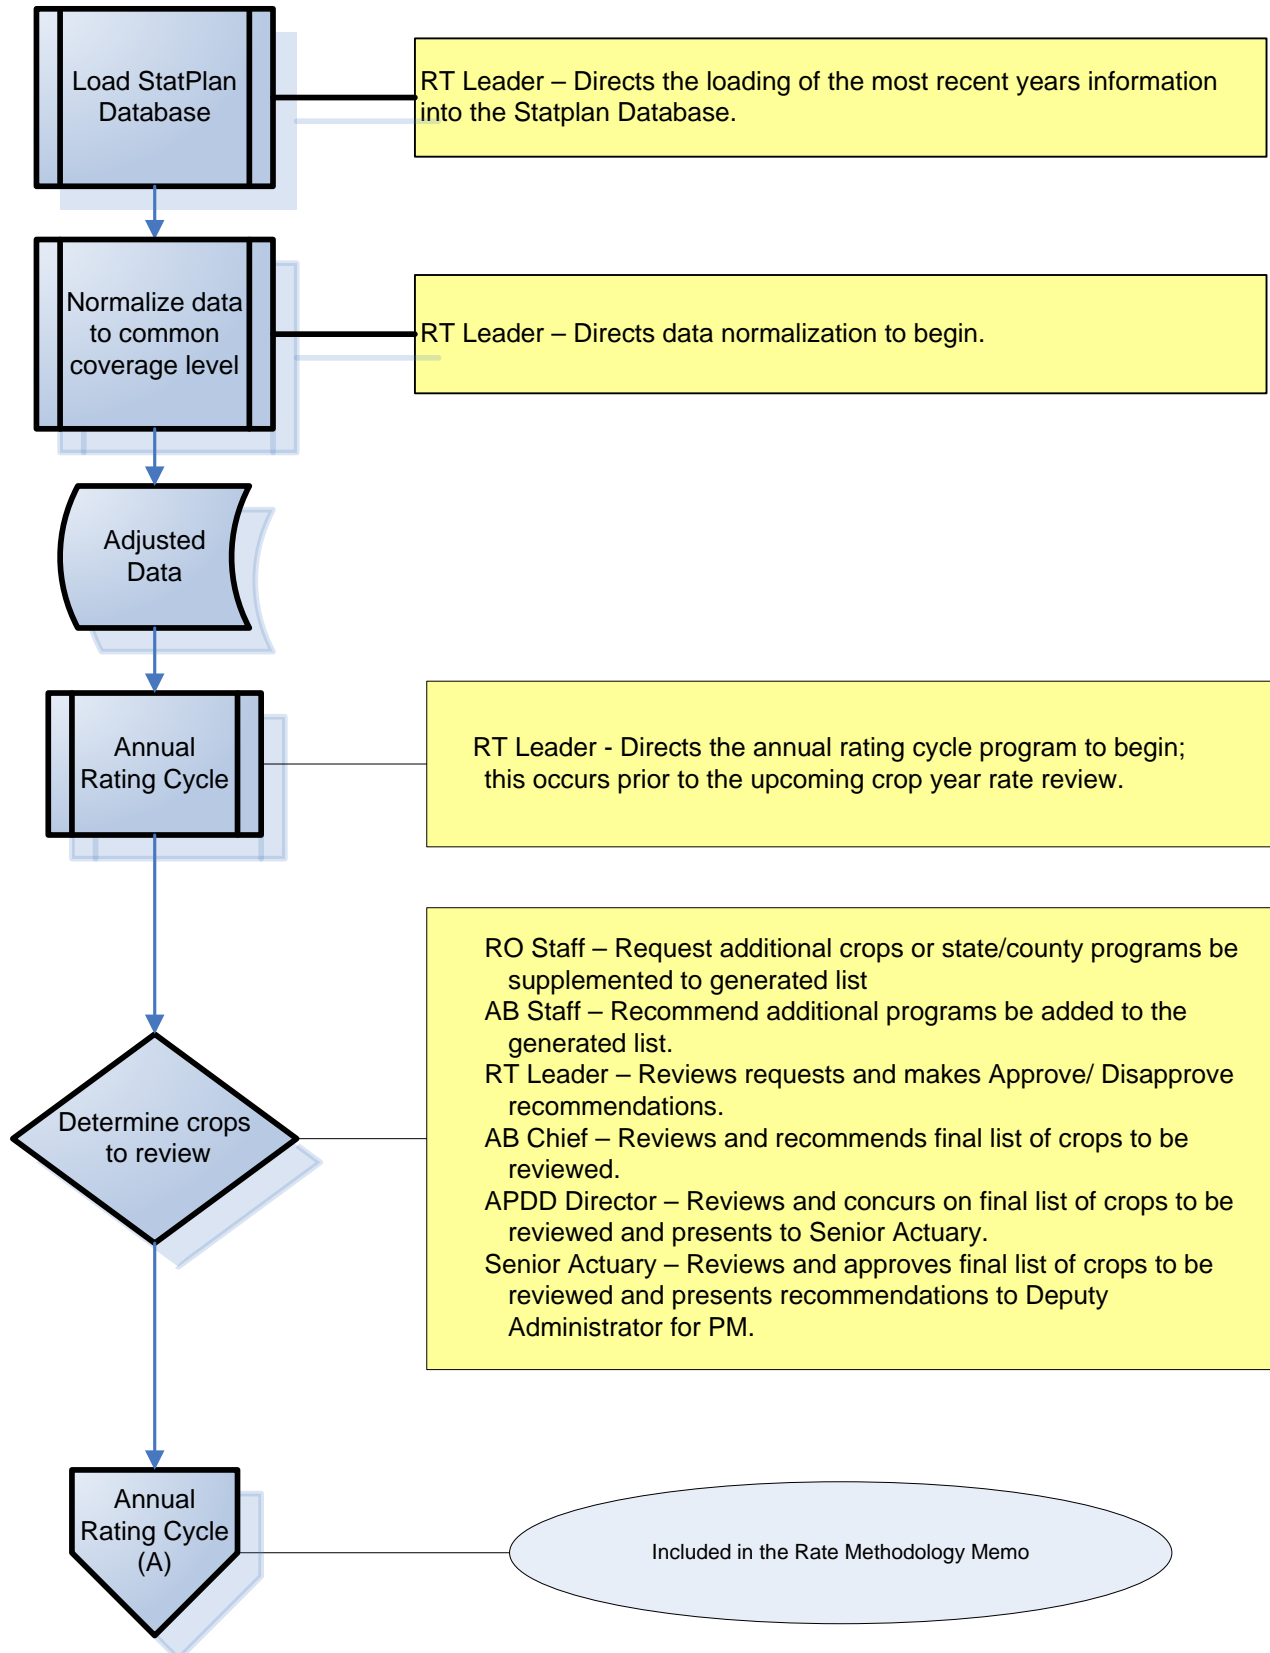 Load StatPlan
Database
RT Leader – Directs the loading of the most recent years information
into the Statplan Database.
Normalize data
to common
coverage level
RT Leader – Directs data normalization to begin.
Adjusted
Data
Annual
Rating Cycle
RT Leader - Directs the annual rating cycle program to begin;
this occurs prior to the upcoming crop year rate review.
Determine crops
to review
RO Staff – Request additional crops or state/county programs be
supplemented to generated list
AB Staff – Recommend additional programs be added to the
generated list.
RT Leader – Reviews requests and makes Approve/ Disapprove
recommendations.
AB Chief – Reviews and recommends final list of crops to be
reviewed.
APDD Director – Reviews and concurs on final list of crops to be
reviewed and presents to Senior Actuary.
Senior Actuary – Reviews and approves final list of crops to be
reviewed and presents recommendations to Deputy
Administrator for PM.
Annual
Rating Cycle
(A)
Included in the Rate Methodology Memo